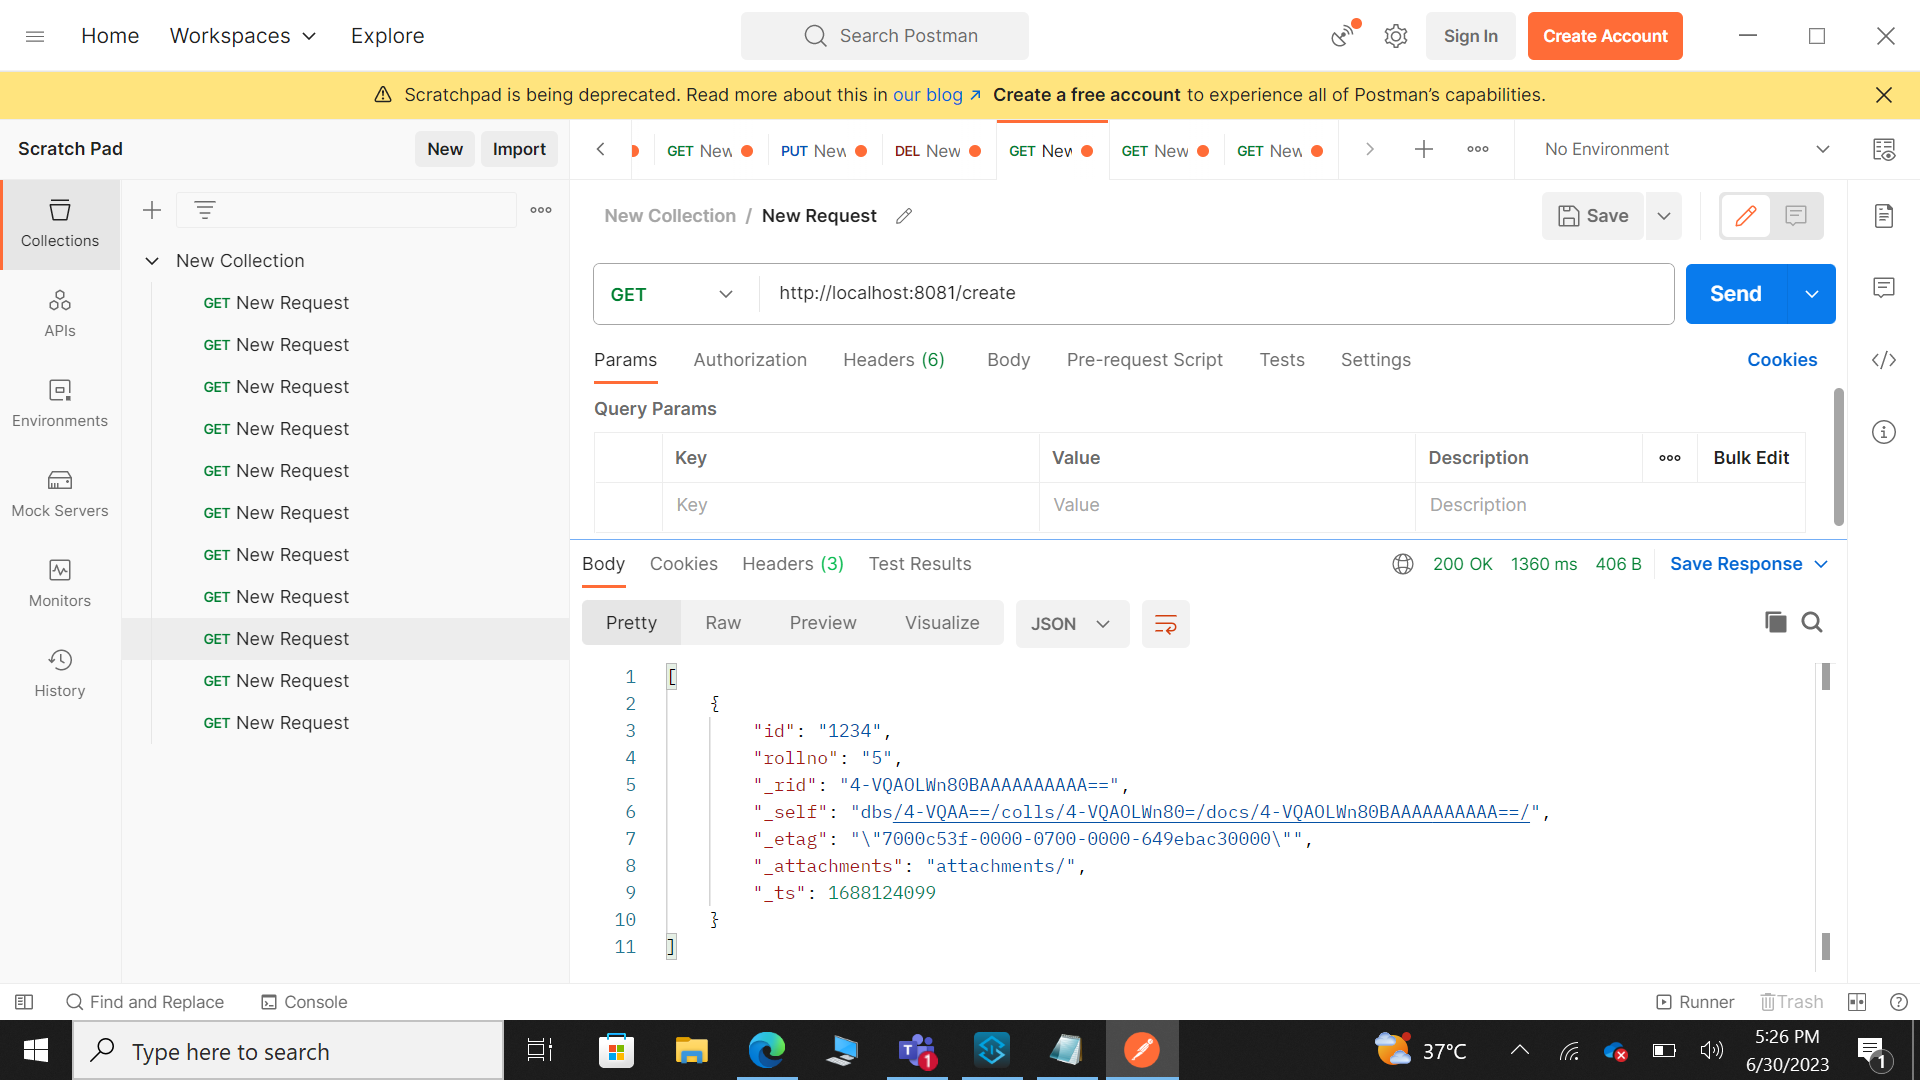 Home
Workspaces
Explore
Search Postman
Sign In
Create Account
Scratchpad is being deprecated. Read more about this in our blog ↗ Create a free account to experience all of Postman’s capabilities.
Scratch Pad
New
Import
GET New
PUT New
DEL New
GET New
GET New
GET New
No Environment
Collections
APIs
Environments
Mock Servers
Monitors
History
New Collection
GET New Request
GET New Request
GET New Request
GET New Request
GET New Request
GET New Request
GET New Request
GET New Request
GET New Request
GET New Request
GET New Request
New Collection / New Request
Save
GET
http://localhost:8081/create
Send
Params
Authorization
Headers (6)
Body
Pre-request Script
Tests
Settings
Cookies
Query Params
Key
Value
Description
Bulk Edit
Key
Value
Description
Body
Cookies
Headers (3)
Test Results
200 OK
1360 ms
406 B
Save Response
Pretty
Raw
Preview
Visualize
JSON
1 [
2 {
3 "id": "1234",
4 "rollno": "5",
5 "_rid": "4-VQAOLWn80BAAAAAAAAAA==",
6 "_self": "dbs/4-VQAA==/colls/4-VQAOLWn80=/docs/4-VQAOLWn80BAAAAAAAAAA==/",
7 "_etag": "\"7000c53f-0000-0700-0000-649ebac30000\"",
8 "_attachments": "attachments/",
9 "_ts": 1688124099
10 }
11 ]
Find and Replace
Console
Runner
Trash
Type here to search
1
37°C
5:26 PM
6/30/2023
1